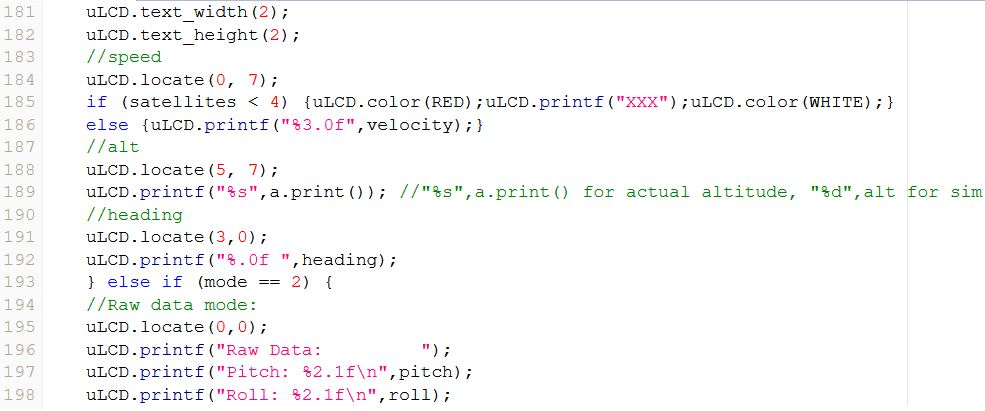 181 uLCD.text_width(2);
182 uLCD.text_height(2);
183 //speed
184 uLCD.locate(0, 7);
185 if (satellites < 4) {uLCD.color(RED);uLCD.printf("XXX");uLCD.color(WHITE);}
186 else {uLCD.printf("%3.0f",velocity);}
187 //alt
188 uLCD.locate(5, 7);
189 uLCD.printf("%s",a.print()); //"%s",a.print() for actual altitude, "%d",alt for sim
190 //heading
191 uLCD.locate(3,0);
192 uLCD.printf("%.0f ",heading);
193 } else if (mode == 2) {
194 //Raw data mode:
195 uLCD.locate(0,0);
196 uLCD.printf("Raw Data:          ");
197 uLCD.printf("Pitch: %2.1f\n",pitch);
198 uLCD.printf("Roll: %2.1f\n",roll);